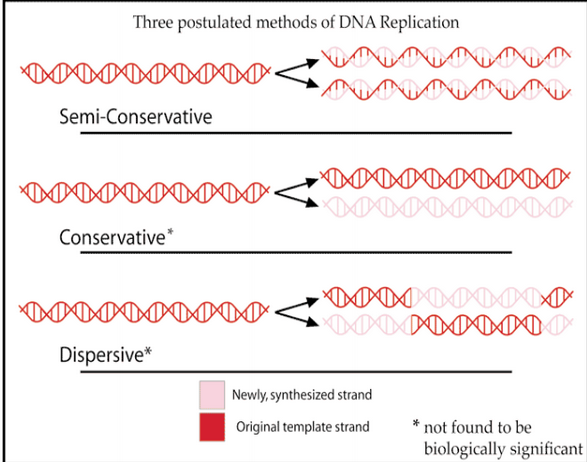 Three postulated methods of DNA Replication
Semi-Conservative
Conservative*
Dispersive*
Newly, synthesized strand
Original template strand
* not found to be
biologically significant